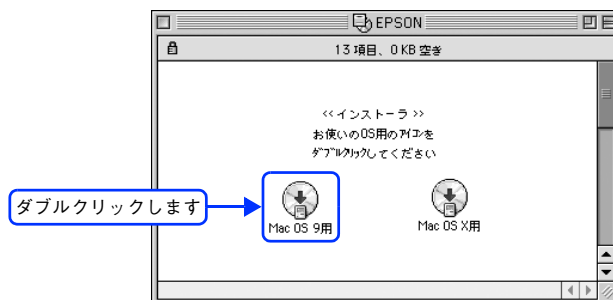 EPSON
13 項目、0 KB 空き
<< インストーラ >>
お使いのOS用のアイコンを
ダブルクリックしてください
ダブルクリックします
Mac OS 9用
Mac OS X用